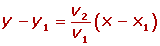 y - y₁ = v₂/v₁ (x - x₁)